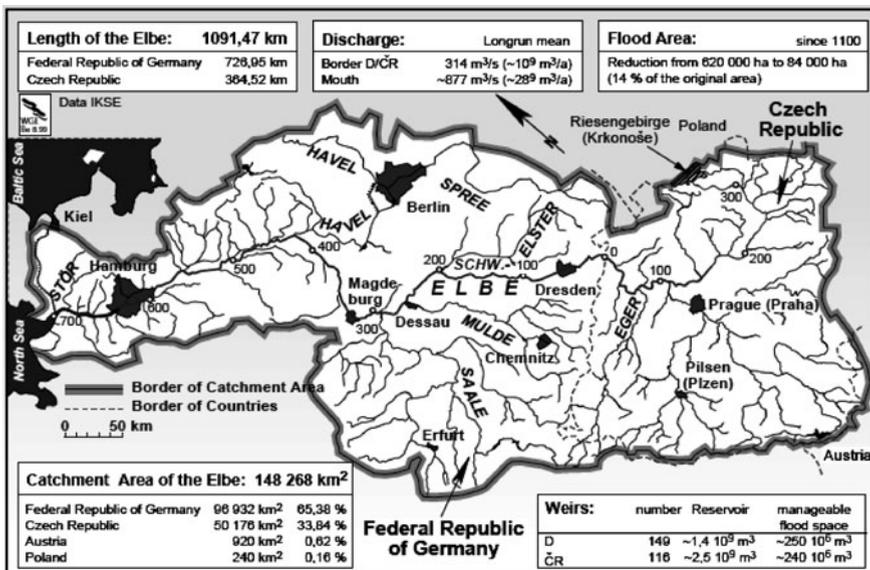 Length of the Elbe: 1091,47 km
Federal Republic of Germany 726,95 km
Czech Republic 364,52 km
Discharge: Longrun mean
Border D/ČR 314 m³/s (~10⁹ m³/a)
Mouth ~877 m³/s (~28⁹ m³/a)
Flood Area: since 1100
Reduction from 620 000 ha to 84 000 ha
(14 % of the original area)
WGE
Be 8.99
Data IKSE
Baltic Sea
Kiel
STÖR
Hamburg
North Sea
700
600
500
400
HAVEL
HAVEL
Berlin
SPREE
Magde-
burg
300
200
SCHW.-
ELSTER
100
ELBE
Dessau
MULDE
Dresden
0
Chemnitz
SAALE
Erfurt
EGER
100
Riesengebirge
(Krkonoše)
Poland
Czech
Republic
300
200
Prague (Praha)
Pilsen
(Plzen)
Austria
Federal Republic
of Germany
Border of Catchment Area
Border of Countries
0 50 km
Catchment Area of the Elbe: 148 268 km²
Federal Republic of Germany 96 932 km² 65,38 %
Czech Republic 50 176 km² 33,84 %
Austria 920 km² 0,62 %
Poland 240 km² 0,16 %
Weirs: number Reservoir manageable
flood space
D 149 ~1,4 10⁹ m³ ~250 10⁶ m³
ČR 116 ~2,5 10⁹ m³ ~240 10⁶ m³